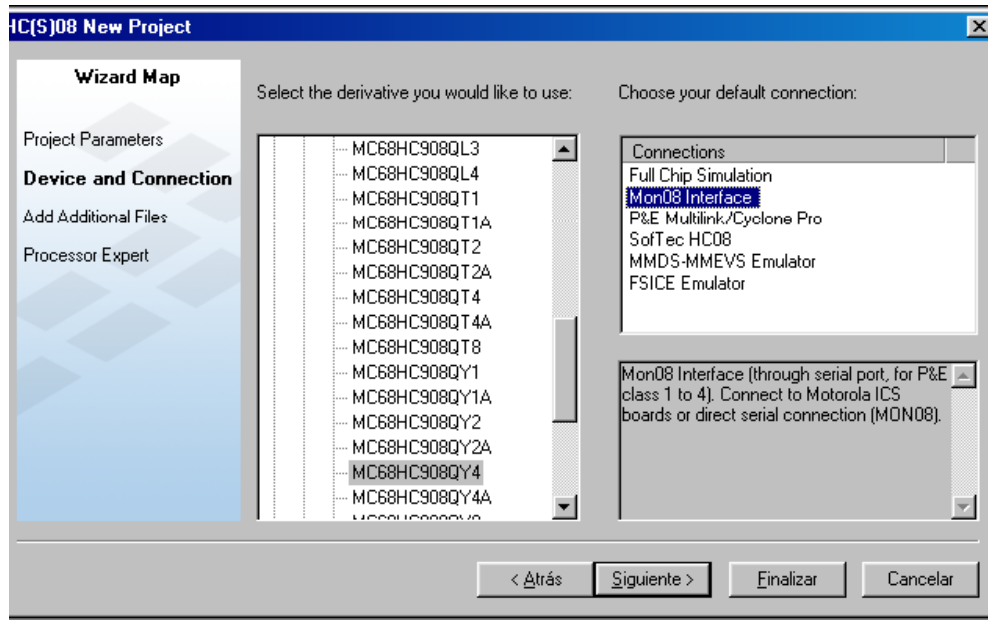 HC(S)08 New Project
Wizard Map
Project Parameters
Device and Connection
Add Additional Files
Processor Expert
Select the derivative you would like to use:
MC68HC908QL3
MC68HC908QL4
MC68HC908QT1
MC68HC908QT1A
MC68HC908QT2
MC68HC908QT2A
MC68HC908QT4
MC68HC908QT4A
MC68HC908QT8
MC68HC908QY1
MC68HC908QY1A
MC68HC908QY2
MC68HC908QY2A
MC68HC908QY4
MC68HC908QY4A
Choose your default connection:
Connections
Full Chip Simulation
Mon08 Interface
P&E Multilink/Cyclone Pro
SofTec HC08
MMDS-MMEVS Emulator
FSICE Emulator
Mon08 Interface (through serial port, for P&E
class 1 to 4). Connect to Motorola ICS
boards or direct serial connection (MON08).
< Atrás
Siguiente >
Finalizar
Cancelar